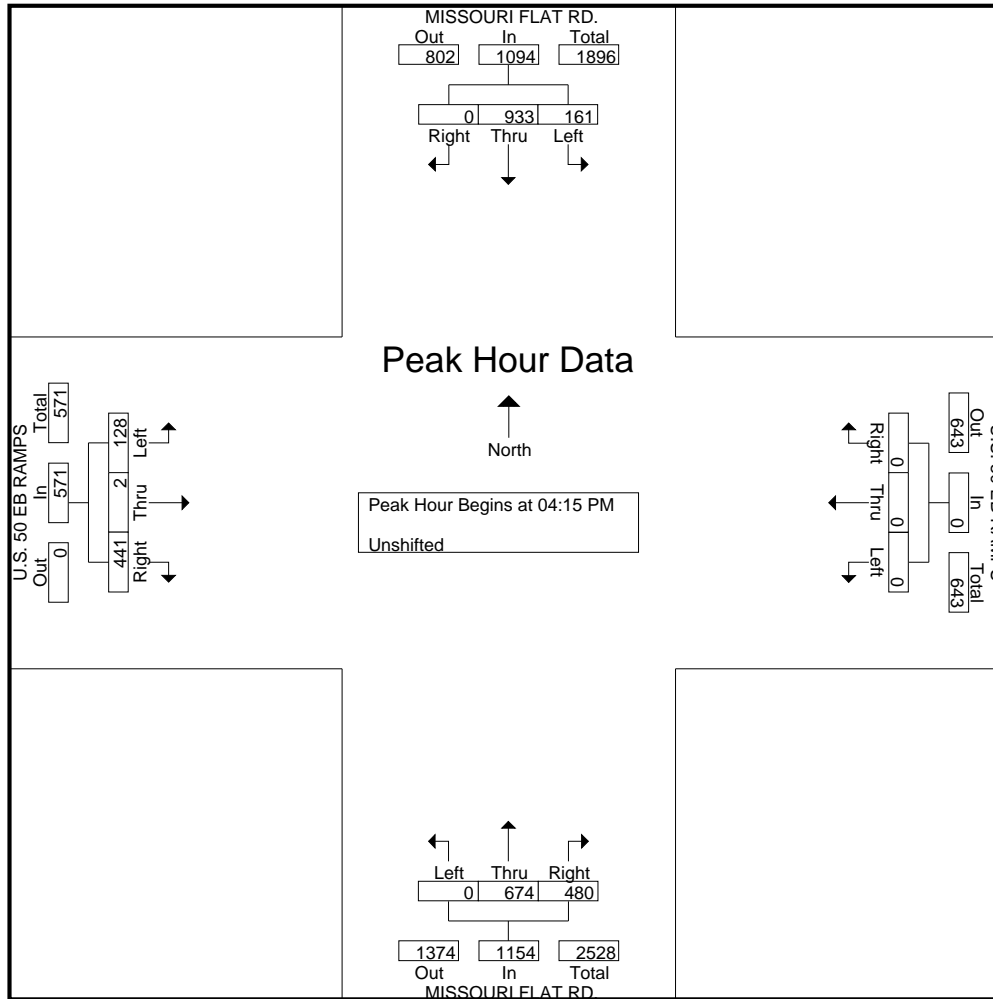 MISSOURI FLAT RD.
Out In Total
802 1094 1896
0 933 161
Right Thru Left
Peak Hour Data
North
Peak Hour Begins at 04:15 PM
Unshifted
U.S. 50 EB RAMPS
Out In Total
0 571 571
Right Thru Left
441 2 128
Out In Total
643 0 643
Right Thru Left
0 0 0
Left Thru Right
0 674 480
1374 1154 2528
Out In Total
MISSOURI FLAT RD.